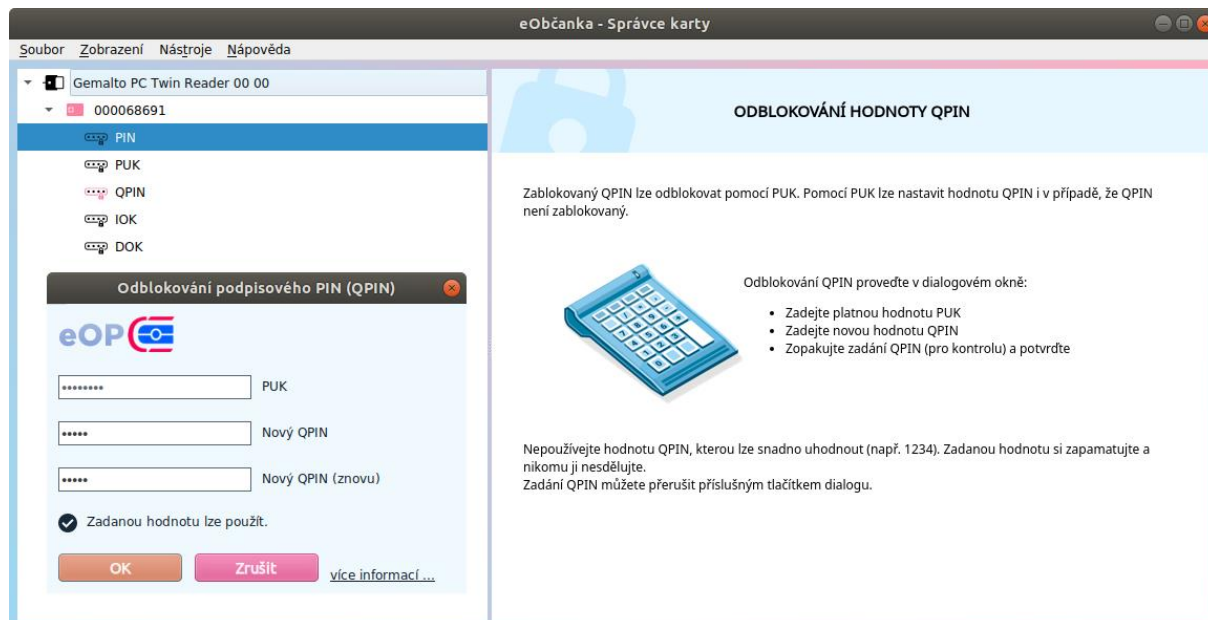 eObčanka - Správce karty
Soubor Zobrazení Nástroje Nápověda
Gemalto PC Twin Reader 00 00
000068691
PIN
PUK
QPIN
IOK
DOK
Odblokování podpisového PIN (QPIN)
eOP
PUK
Nový QPIN
Nový QPIN (znovu)
Zadanou hodnotu lze použít.
OK Zrušit více informací ...
ODBLOKOVÁNÍ HODNOTY QPIN
Zablokovaný QPIN lze odblokovat pomocí PUK. Pomocí PUK lze nastavit hodnotu QPIN i v případě, že QPIN
není zablokovaný.
Odblokování QPIN proveďte v dialogovém okně:
• Zadejte platnou hodnotu PUK
• Zadejte novou hodnotu QPIN
• Zopakujte zadání QPIN (pro kontrolu) a potvrďte
Nepoužívejte hodnotu QPIN, kterou lze snadno uhodnout (např. 1234). Zadanou hodnotu si zapamatujte a
nikomu ji nesdělujte.
Zadání QPIN můžete přerušit příslušným tlačítkem dialogu.